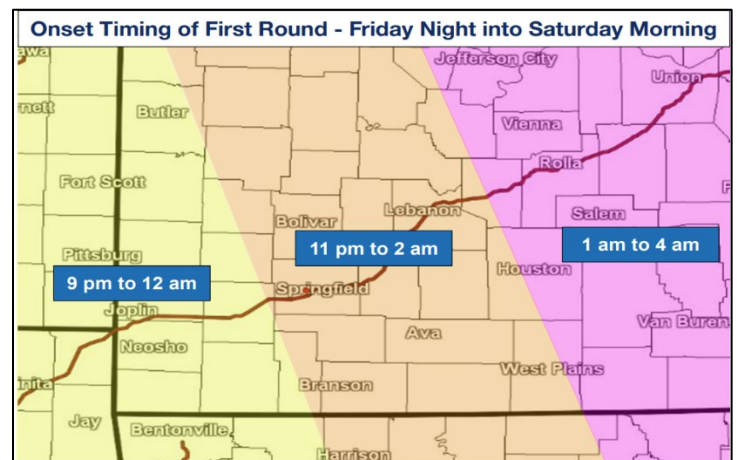 Onset Timing of First Round - Friday Night into Saturday Morning
Jefferson City
Union
Butler
Vienna
Rolla
Fort Scott
Lebanon
Salem
Bolivar
11 pm to 2 am
1 am to 4 am
Pittsburg
Houston
9 pm to 12 am
Springfield
Joplin
Van Buren
Ava
Neosho
West Plains
Branson
Jay
Bentonville
Harrison